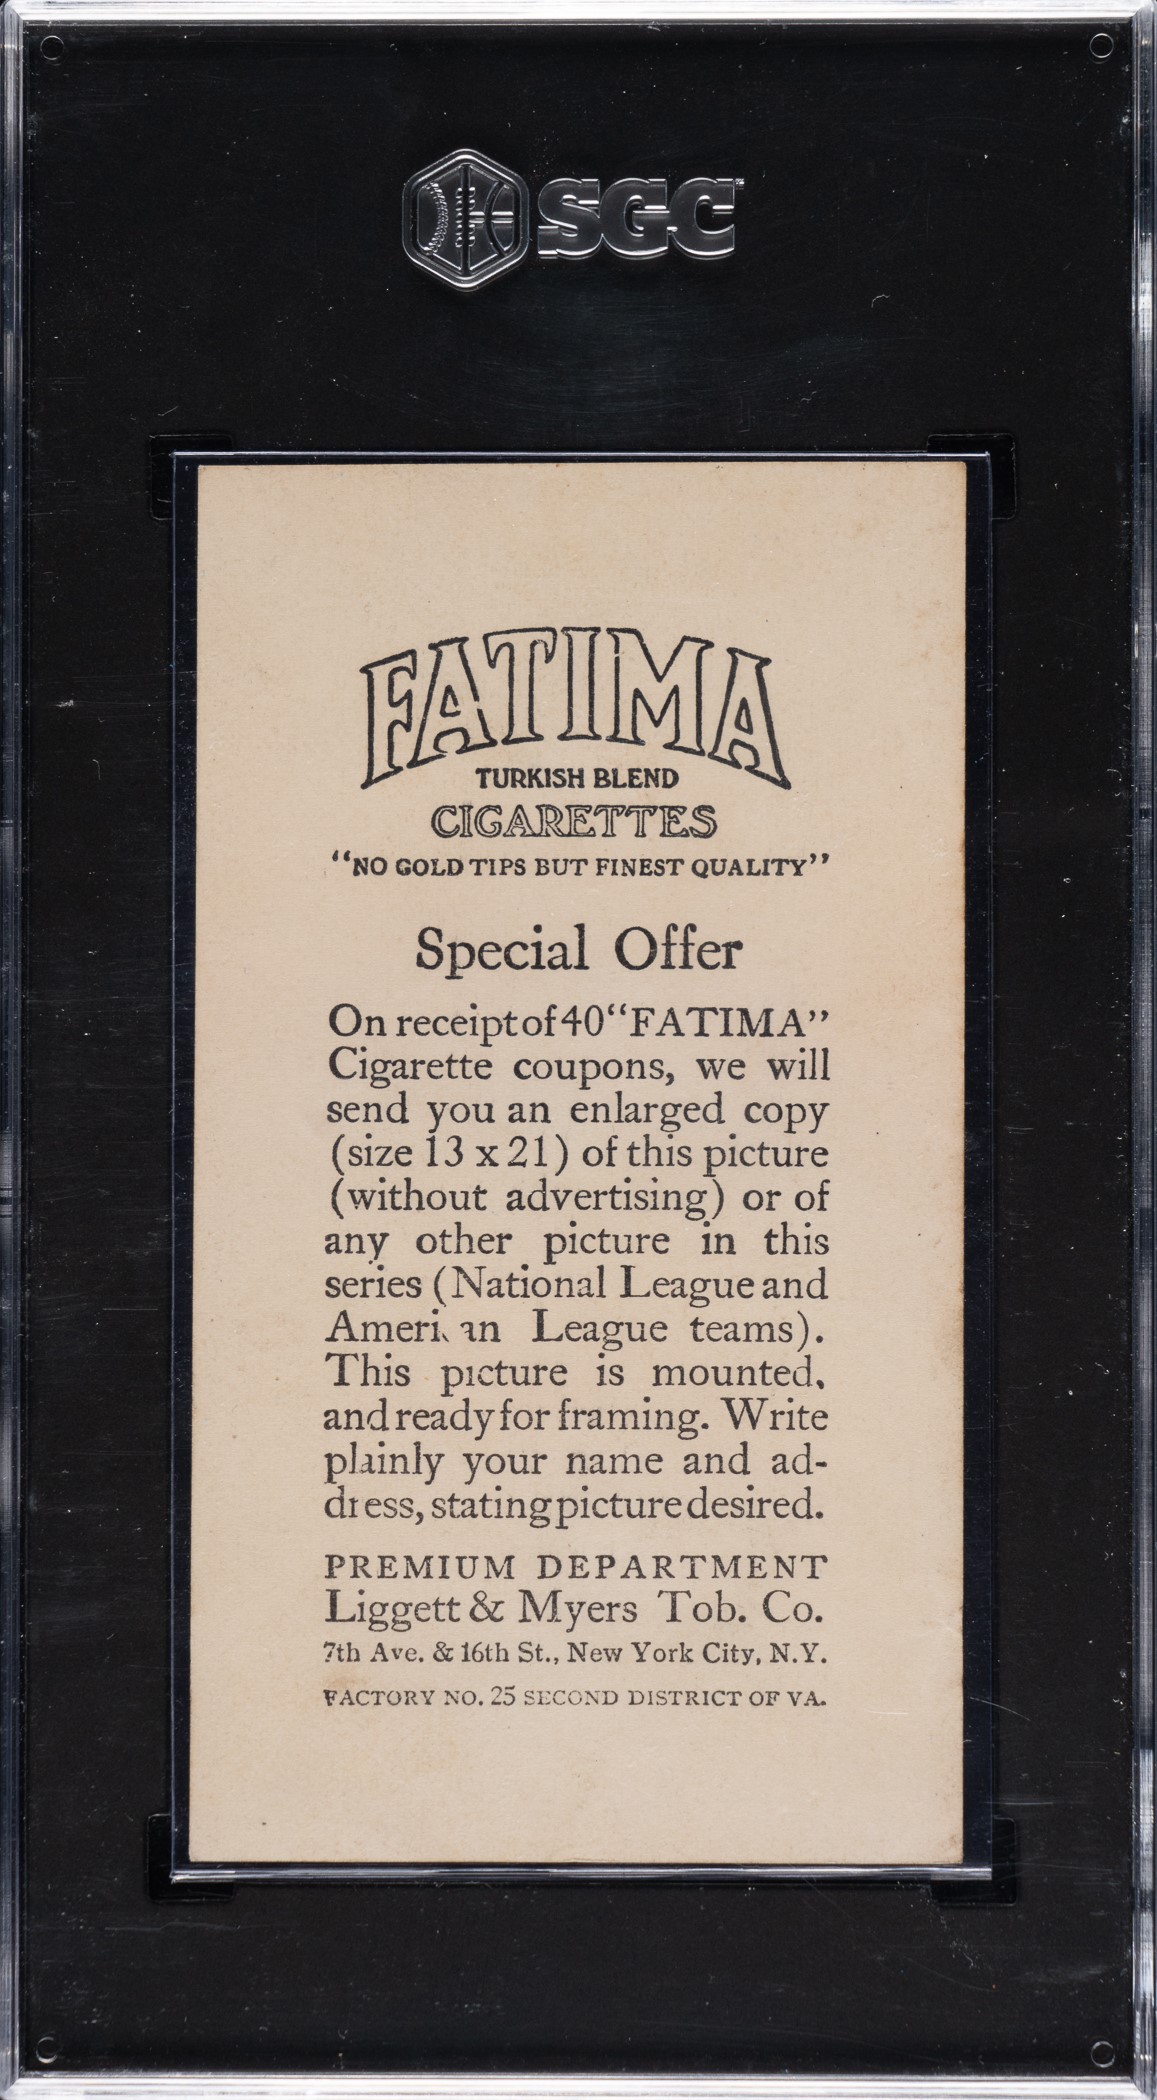 SGC
FATIMA
TURKISH BLEND
CIGARETTES
“NO GOLD TIPS BUT FINEST QUALITY”
Special Offer
On receipt of 40 “FATIMA”
Cigarette coupons, we will
send you an enlarged copy
(size 13 x 21) of this picture
(without advertising) or of
any other picture in this
series (National League and
American League teams).
This picture is mounted,
and ready for framing. Write
plainly your name and ad-
dress, stating picture desired.
PREMIUM DEPARTMENT
Liggett & Myers Tob. Co.
7th Ave. & 16th St., New York City, N.Y.
FACTORY NO. 25 SECOND DISTRICT OF VA.